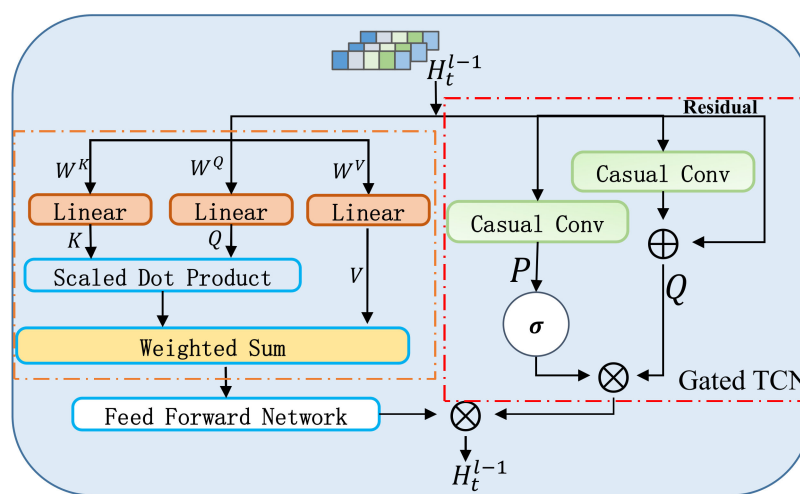 H_t^{l-1}
Residual
W^K
W^Q
W^V
Casual Conv
Linear
Linear
Linear
Casual Conv
K
Q
P
V
Q
Scaled Dot Product
σ
Weighted Sum
Gated TCN
Feed Forward Network
H_t^{l-1}